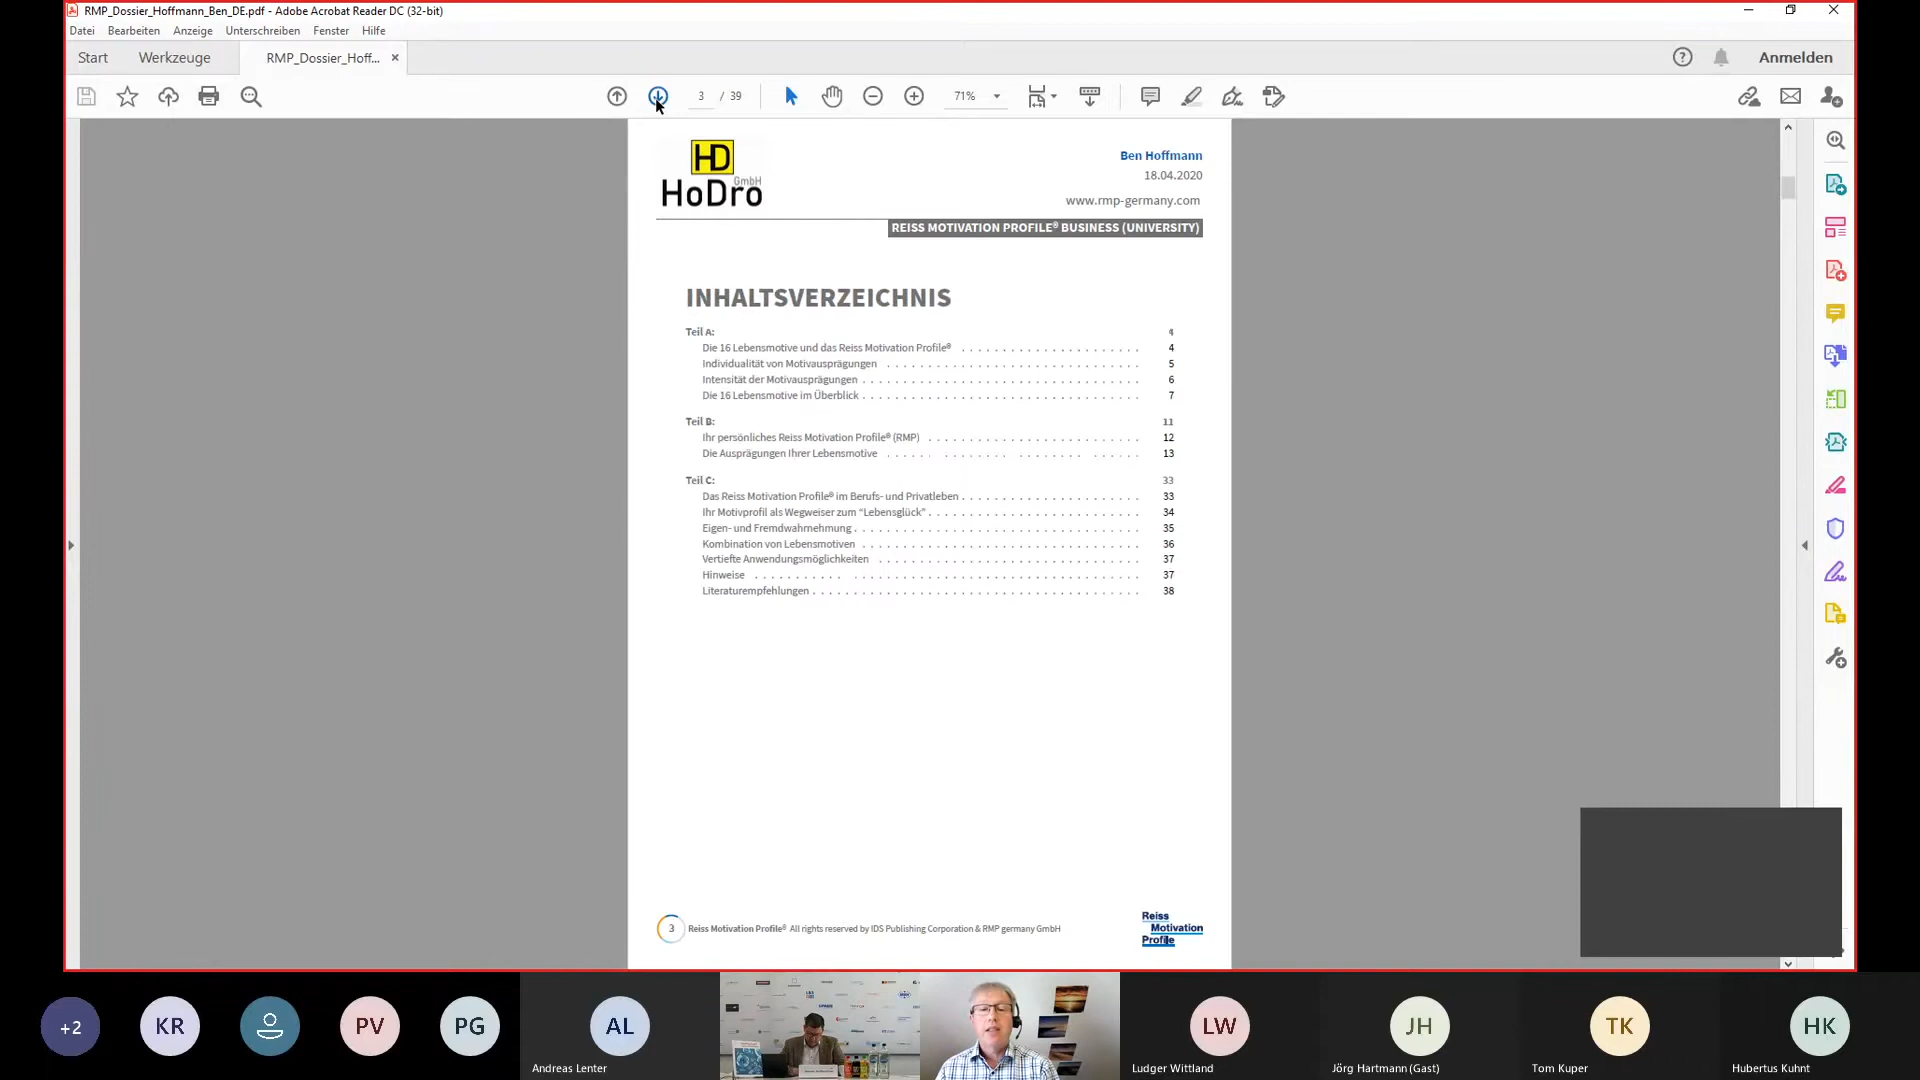 RMP_Dossier_Hoffmann_Ben_DE.pdf - Adobe Acrobat Reader DC (32-bit)
Datei Bearbeiten Anzeige Unterschreiben Fenster Hilfe
Start Werkzeuge RMP_Dossier_Hoff... Anmelden
3 / 39 71%
HD
GmbH
HoDro
Ben Hoffmann
18.04.2020
www.rmp-germany.com
REISS MOTIVATION PROFILE® BUSINESS (UNIVERSITY)
INHALTSVERZEICHNIS
Teil A: 4
Die 16 Lebensmotive und das Reiss Motivation Profile® 4
Individualität von Motivausprägungen 5
Intensität der Motivausprägungen 6
Die 16 Lebensmotive im Überblick 7
Teil B: 11
Ihr persönliches Reiss Motivation Profile® (RMP) 12
Die Ausprägungen Ihrer Lebensmotive 13
Teil C: 33
Das Reiss Motivation Profile® im Berufs- und Privatleben 33
Ihr Motivprofil als Wegweiser zum “Lebensglück” 34
Eigen- und Fremdwahrnehmung 35
Kombination von Lebensmotiven 36
Vertiefte Anwendungsmöglichkeiten 37
Hinweise 37
Literaturempfehlungen 38
3 Reiss Motivation Profile® All rights reserved by IDS Publishing Corporation & RMP germany GmbH
Reiss
Motivation
Profile
+2 KR PV PG AL LW JH TK HK
Andreas Lenter Ludger Wittland Jörg Hartmann (Gast) Tom Kuper Hubertus Kuhnt